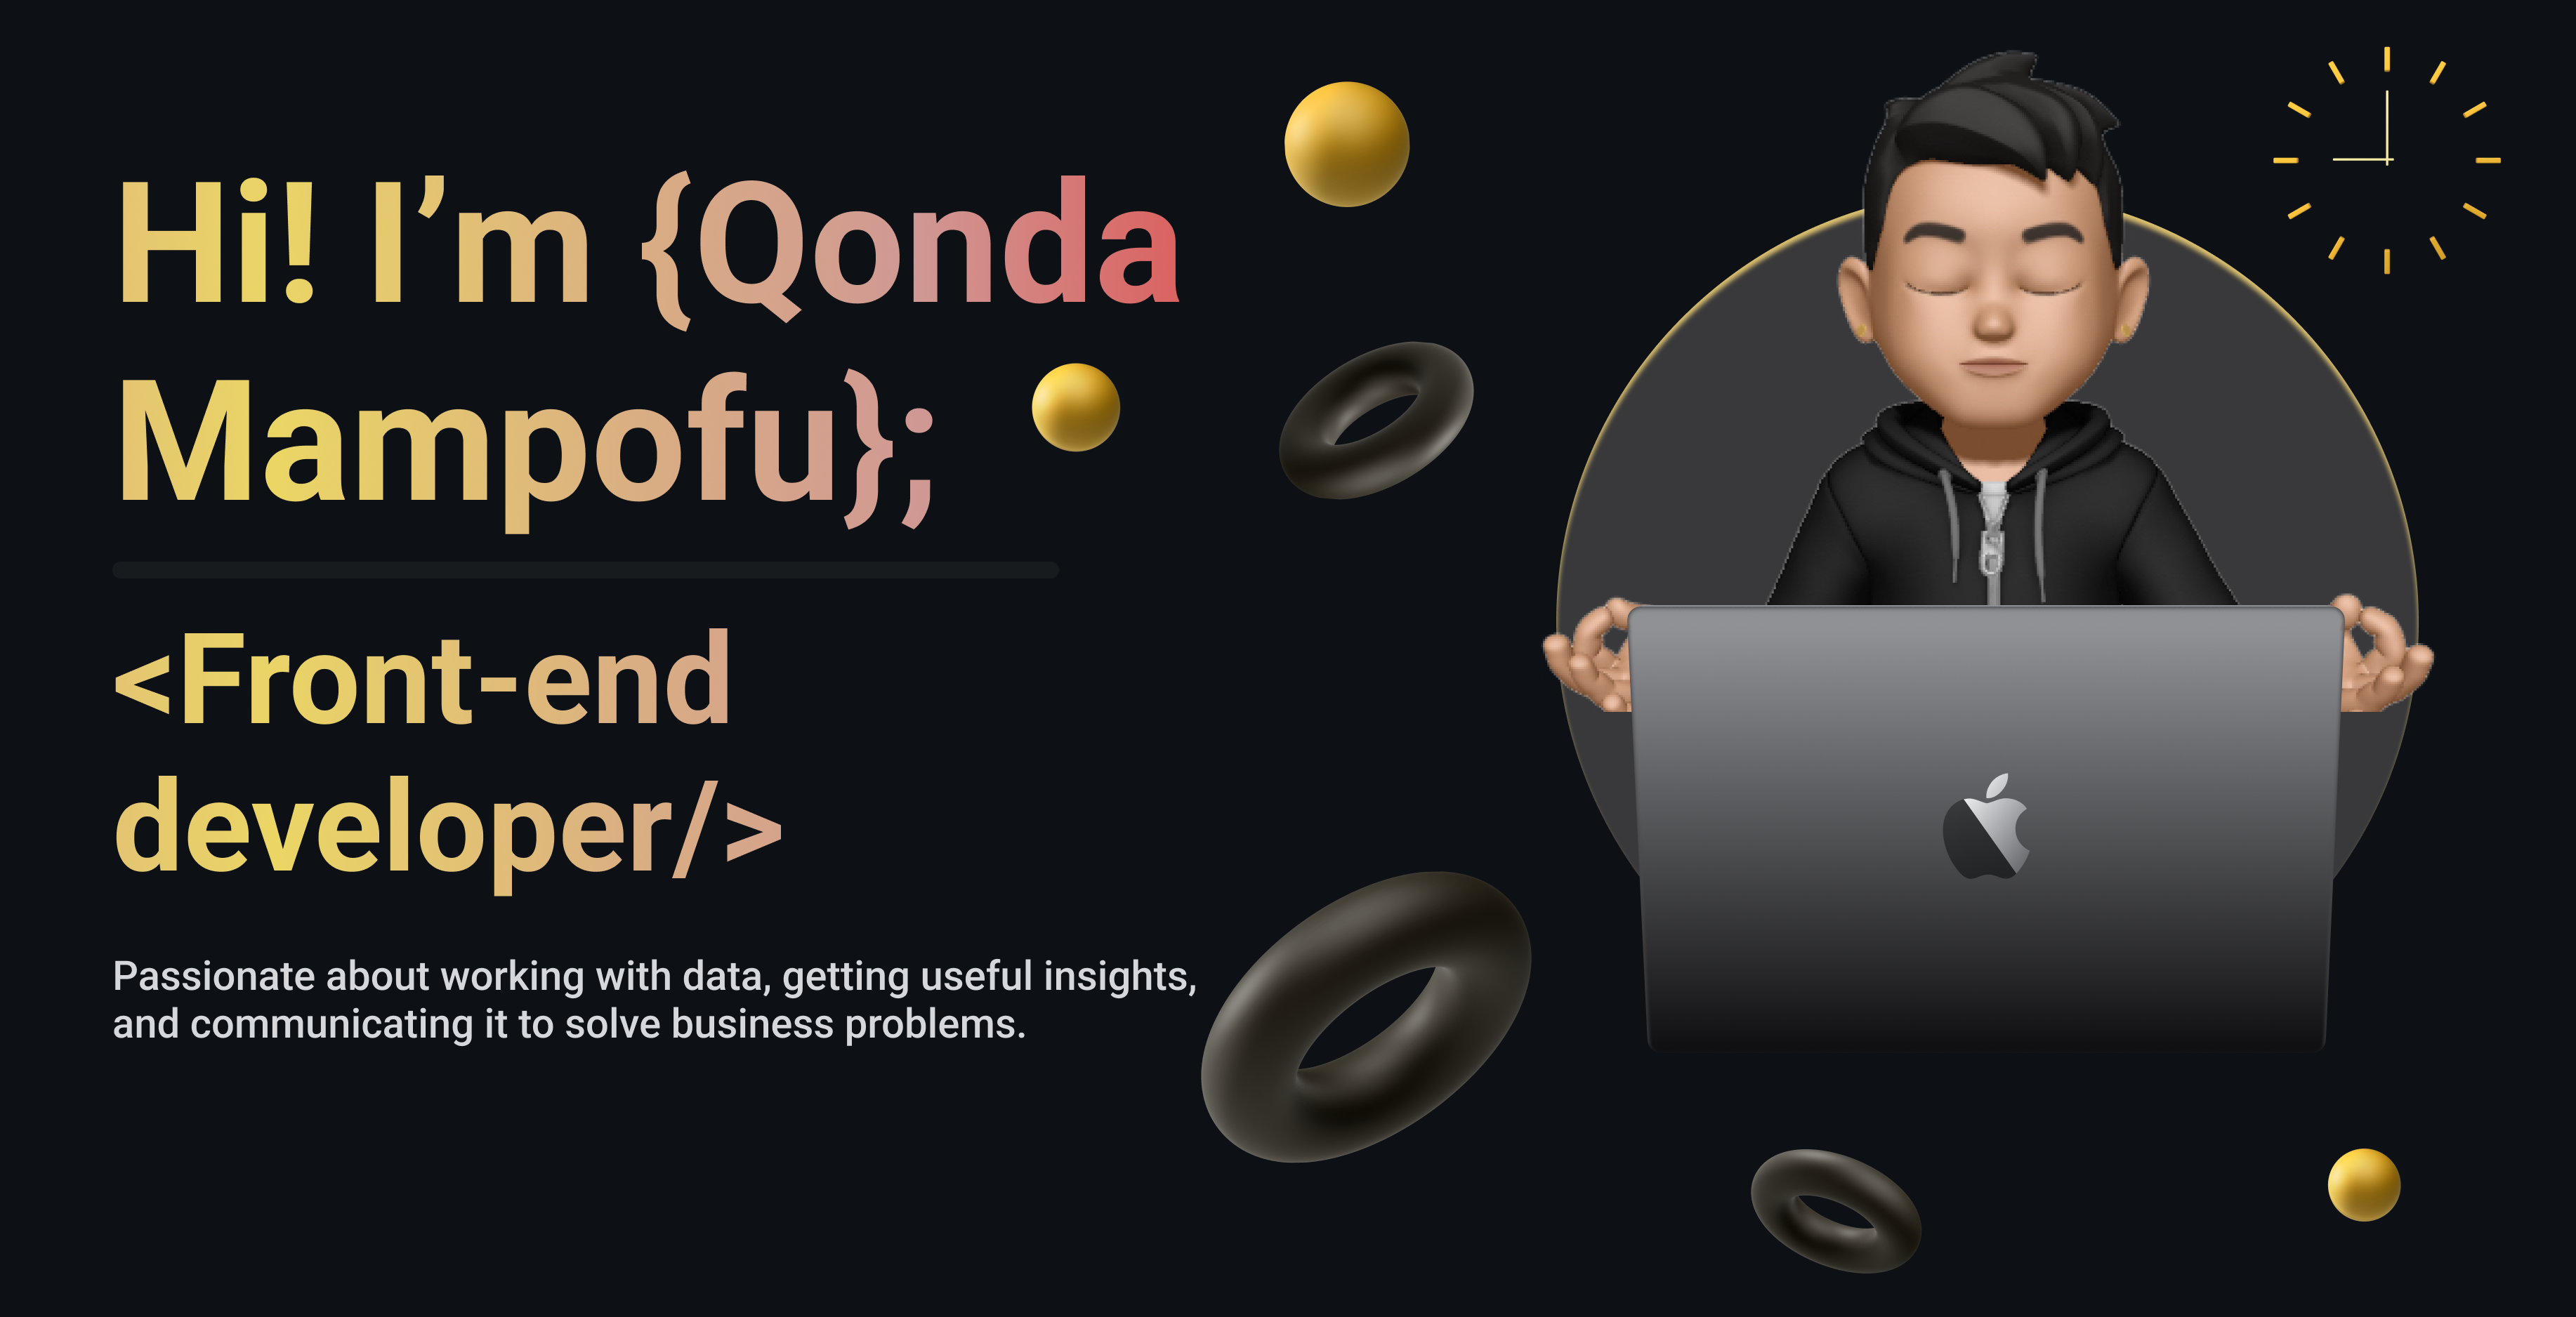 Hi! I’m {Qonda
Mampofu};
<Front-end
developer/>
Passionate about working with data, getting useful insights,
and communicating it to solve business problems.